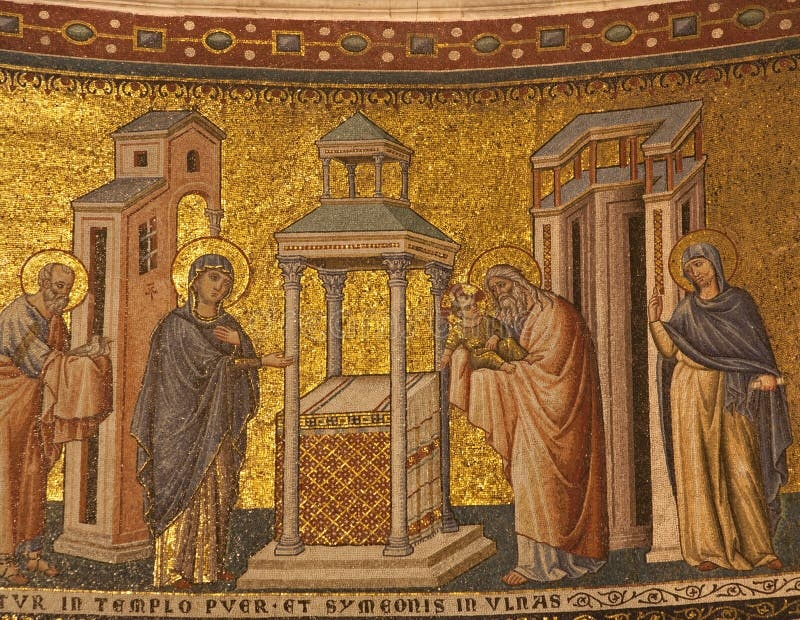 TVR IN TEMPLO PVER · ET SYMEONIS IN VLNAS